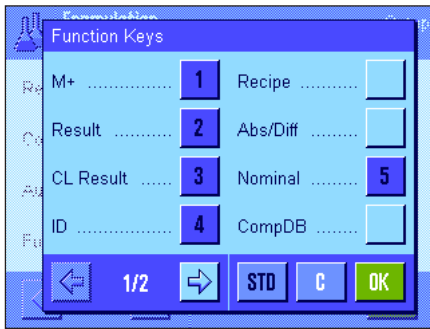 Formulation
Function Keys
M+ .............. 1 Recipe ..........
Result .......... 2 Abs/Diff ........
CL Result ...... 3 Nominal ........ 5
ID ................ 4 CompDB .......
1/2 STD C OK